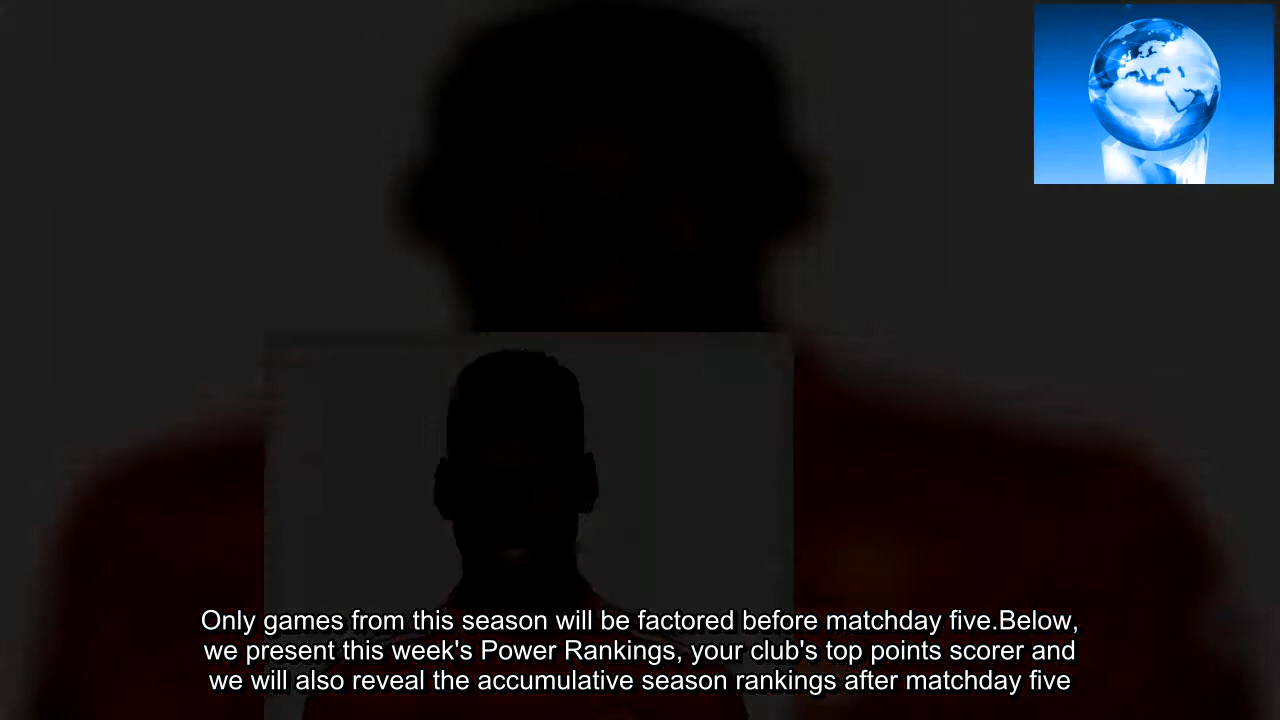 Only games from this season will be factored before matchday five.Below,
we present this week's Power Rankings, your club's top points scorer and
we will also reveal the accumulative season rankings after matchday five